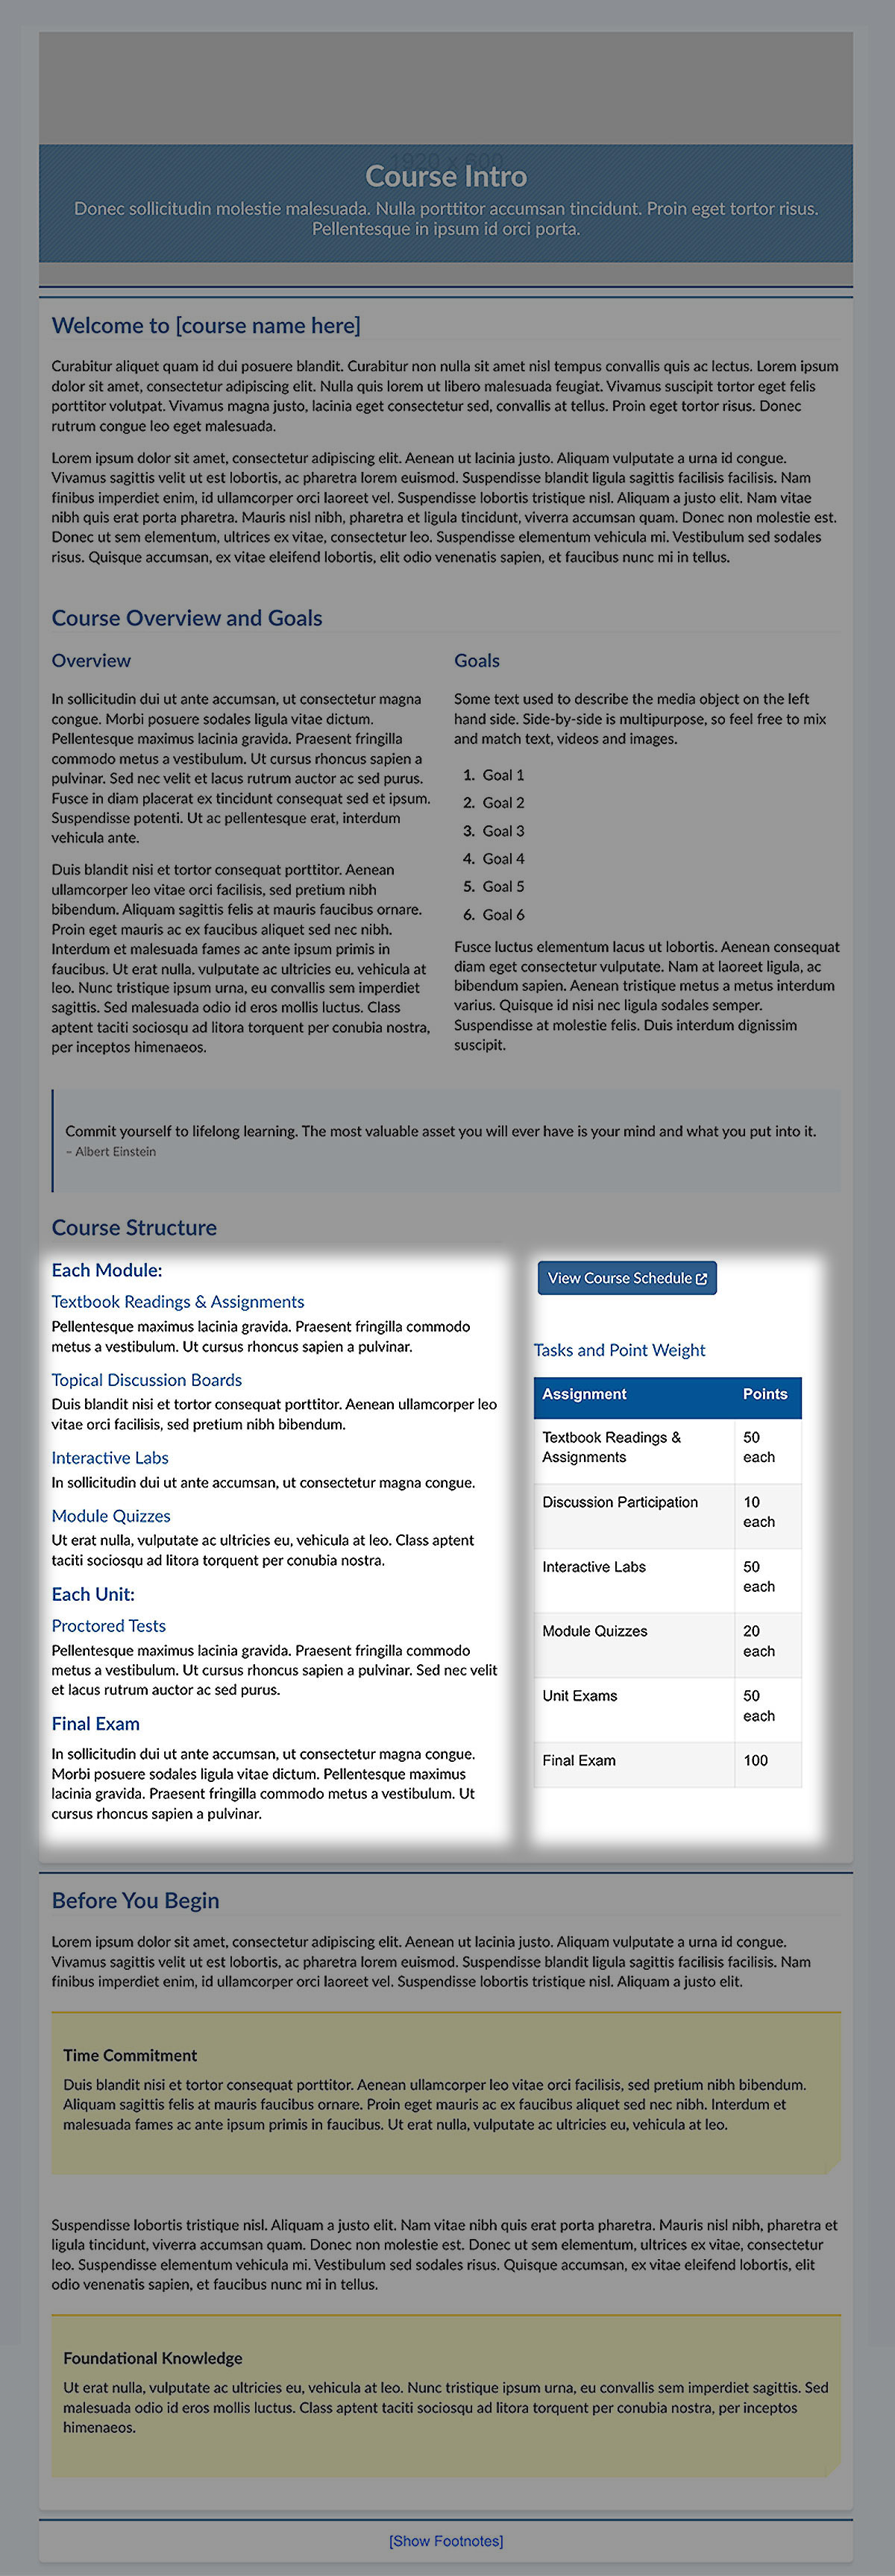 1920 x 600
Course Intro
Donec sollicitudin molestie malesuada. Nulla porttitor accumsan tincidunt. Proin eget tortor risus.
Pellentesque in ipsum id orci porta.
Welcome to [course name here]
Curabitur aliquet quam id dui posuere blandit. Curabitur non nulla sit amet nisl tempus convallis quis ac lectus. Lorem ipsum
dolor sit amet, consectetur adipiscing elit. Nulla quis lorem ut libero malesuada feugiat. Vivamus suscipit tortor eget felis
porttitor volutpat. Vivamus magna justo, lacinia eget consectetur sed, convallis at tellus. Proin eget tortor risus. Donec
rutrum congue leo eget malesuada.
Lorem ipsum dolor sit amet, consectetur adipiscing elit. Aenean ut lacinia justo. Aliquam vulputate a urna id congue.
Vivamus sagittis velit ut est lobortis, ac pharetra lorem euismod. Suspendisse blandit ligula sagittis facilisis facilisis. Nam
finibus imperdiet enim, id ullamcorper orci laoreet vel. Suspendisse lobortis tristique nisl. Aliquam a justo elit. Nam vitae
nibh quis erat porta pharetra. Mauris nisl nibh, pharetra et ligula tincidunt, viverra accumsan quam. Donec non molestie est.
Donec ut sem elementum, ultrices ex vitae, consectetur leo. Suspendisse elementum vehicula mi. Vestibulum sed sodales
risus. Quisque accumsan, ex vitae eleifend lobortis, elit odio venenatis sapien, et faucibus nunc mi in tellus.
Course Overview and Goals
Overview
In sollicitudin dui ut ante accumsan, ut consectetur magna
congue. Morbi posuere sodales ligula vitae dictum.
Pellentesque maximus lacinia gravida. Praesent fringilla
commodo metus a vestibulum. Ut cursus rhoncus sapien a
pulvinar. Sed nec velit et lacus rutrum auctor ac sed purus.
Fusce in diam placerat ex tincidunt consequat sed et ipsum.
Suspendisse potenti. Ut ac pellentesque erat, interdum
vehicula ante.
Duis blandit nisi et tortor consequat porttitor. Aenean
ullamcorper leo vitae orci facilisis, sed pretium nibh
bibendum. Aliquam sagittis felis at mauris faucibus ornare.
Proin eget mauris ac ex faucibus aliquet sed nec nibh.
Interdum et malesuada fames ac ante ipsum primis in
faucibus. Ut erat nulla, vulputate ac ultricies eu, vehicula at
leo. Nunc tristique ipsum urna, eu convallis sem imperdiet
sagittis. Sed malesuada odio id eros mollis luctus. Class
aptent taciti sociosqu ad litora torquent per conubia nostra,
per inceptos himenaeos.
Goals
Some text used to describe the media object on the left
hand side. Side-by-side is multipurpose, so feel free to mix
and match text, videos and images.
1. Goal 1
2. Goal 2
3. Goal 3
4. Goal 4
5. Goal 5
6. Goal 6
Fusce luctus elementum lacus ut lobortis. Aenean consequat
diam eget consectetur vulputate. Nam at laoreet ligula, ac
bibendum sapien. Aenean tristique metus a metus interdum
varius. Quisque id nisi nec ligula sodales semper.
Suspendisse at molestie felis. Duis interdum dignissim
suscipit.
Commit yourself to lifelong learning. The most valuable asset you will ever have is your mind and what you put into it.
– Albert Einstein
Course Structure
Each Module:
Textbook Readings & Assignments
Pellentesque maximus lacinia gravida. Praesent fringilla commodo
metus a vestibulum. Ut cursus rhoncus sapien a pulvinar.
Topical Discussion Boards
Duis blandit nisi et tortor consequat porttitor. Aenean ullamcorper leo
vitae orci facilisis, sed pretium nibh bibendum.
Interactive Labs
In sollicitudin dui ut ante accumsan, ut consectetur magna congue.
Module Quizzes
Ut erat nulla, vulputate ac ultricies eu, vehicula at leo. Class aptent
taciti sociosqu ad litora torquent per conubia nostra.
Each Unit:
Proctored Tests
Pellentesque maximus lacinia gravida. Praesent fringilla commodo
metus a vestibulum. Ut cursus rhoncus sapien a pulvinar. Sed nec velit
et lacus rutrum auctor ac sed purus.
Final Exam
In sollicitudin dui ut ante accumsan, ut consectetur magna congue.
Morbi posuere sodales ligula vitae dictum. Pellentesque maximus
lacinia gravida. Praesent fringilla commodo metus a vestibulum. Ut
cursus rhoncus sapien a pulvinar.
View Course Schedule
Tasks and Point Weight
Assignment Points
Textbook Readings & 50
Assignments each
Discussion Participation 10
each
Interactive Labs 50
each
Module Quizzes 20
each
Unit Exams 50
each
Final Exam 100
Before You Begin
Lorem ipsum dolor sit amet, consectetur adipiscing elit. Aenean ut lacinia justo. Aliquam vulputate a urna id congue.
Vivamus sagittis velit ut est lobortis, ac pharetra lorem euismod. Suspendisse blandit ligula sagittis facilisis facilisis. Nam
finibus imperdiet enim, id ullamcorper orci laoreet vel. Suspendisse lobortis tristique nisl. Aliquam a justo elit.
Time Commitment
Duis blandit nisi et tortor consequat porttitor. Aenean ullamcorper leo vitae orci facilisis, sed pretium nibh bibendum.
Aliquam sagittis felis at mauris faucibus ornare. Proin eget mauris ac ex faucibus aliquet sed nec nibh. Interdum et
malesuada fames ac ante ipsum primis in faucibus. Ut erat nulla, vulputate ac ultricies eu, vehicula at leo.
Suspendisse lobortis tristique nisl. Aliquam a justo elit. Nam vitae nibh quis erat porta pharetra. Mauris nisl nibh, pharetra et
ligula tincidunt, viverra accumsan quam. Donec non molestie est. Donec ut sem elementum, ultrices ex vitae, consectetur
leo. Suspendisse elementum vehicula mi. Vestibulum sed sodales risus. Quisque accumsan, ex vitae eleifend lobortis, elit
odio venenatis sapien, et faucibus nunc mi in tellus.
Foundational Knowledge
Ut erat nulla, vulputate ac ultricies eu, vehicula at leo. Nunc tristique ipsum urna, eu convallis sem imperdiet sagittis. Sed
malesuada odio id eros mollis luctus. Class aptent taciti sociosqu ad litora torquent per conubia nostra, per inceptos
himenaeos.
[Show Footnotes]